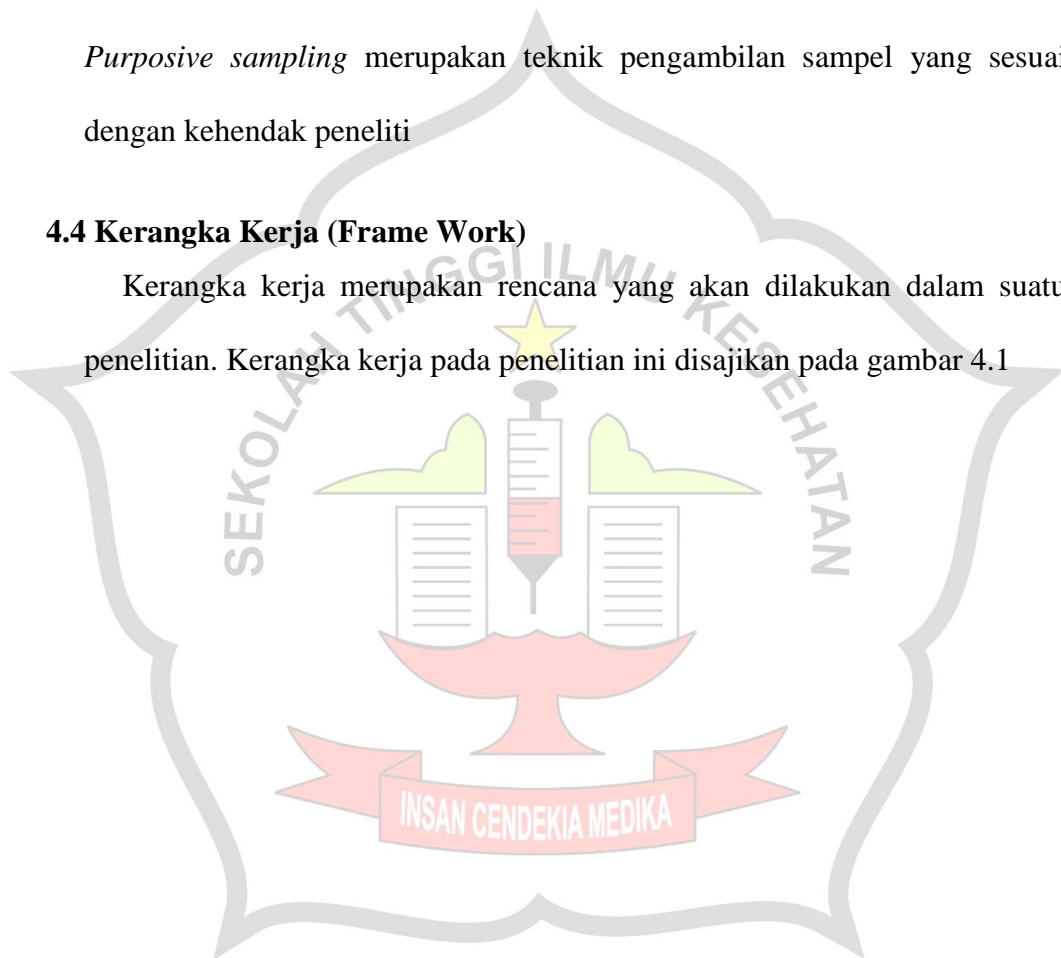 Purposive sampling merupakan teknik pengambilan sampel yang sesuai
dengan kehendak peneliti
4.4 Kerangka Kerja (Frame Work)
Kerangka kerja merupakan rencana yang akan dilakukan dalam suatu
penelitian. Kerangka kerja pada penelitian ini disajikan pada gambar 4.1
SEKOLAH TINGGI ILMU KESEHATAN
INSAN CENDEKIA MEDIKA